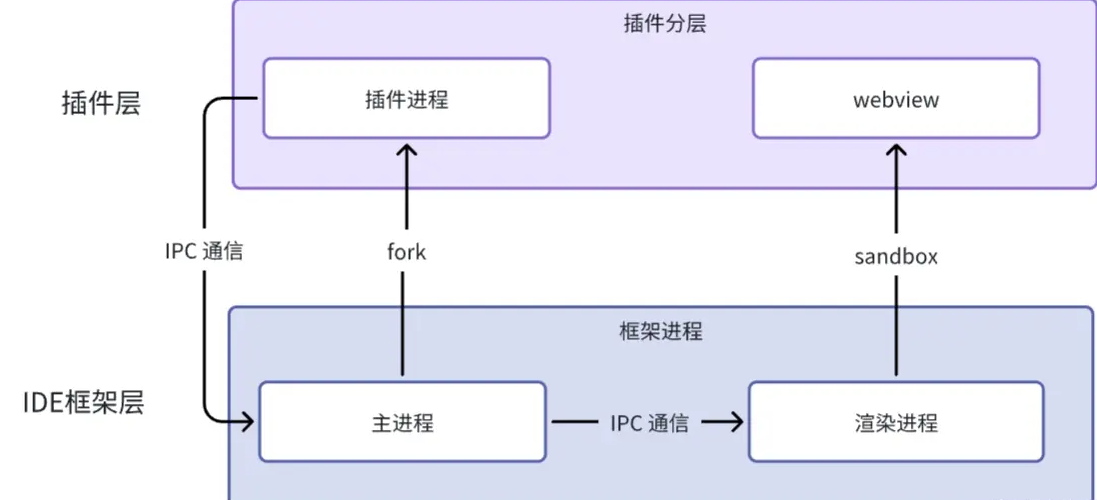 插件分层
插件层
插件进程
webview
IPC 通信
fork
sandbox
框架进程
IDE框架层
主进程
IPC 通信
渲染进程